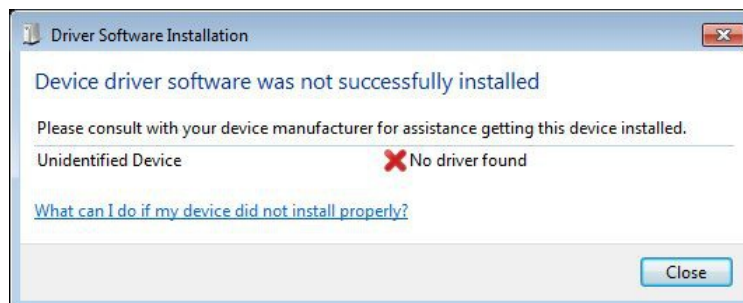 Driver Software Installation
Device driver software was not successfully installed
Please consult with your device manufacturer for assistance getting this device installed.
Unidentified Device No driver found
What can I do if my device did not install properly?
Close